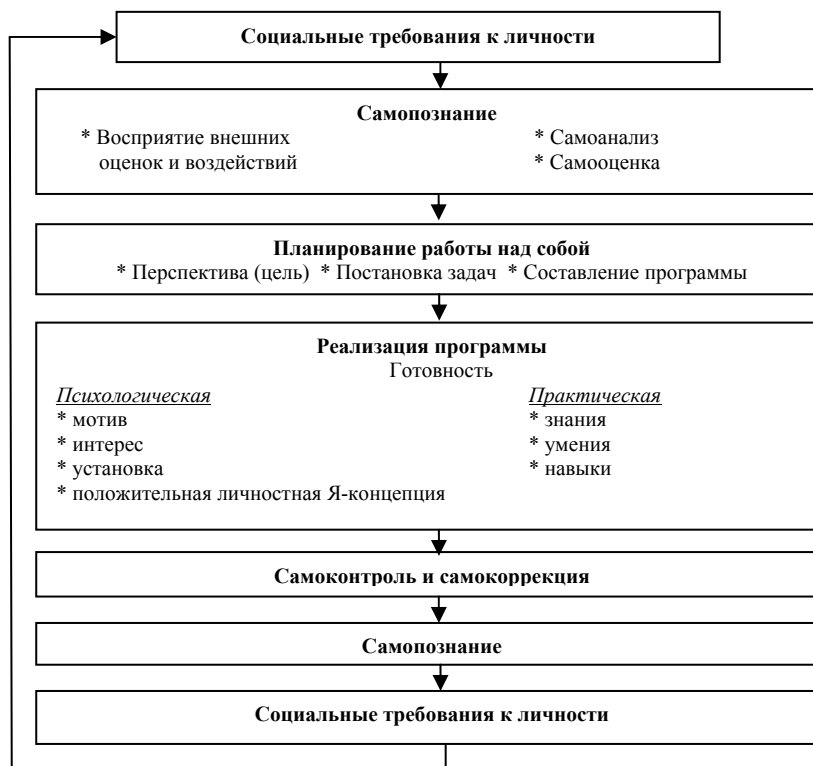 Социальные требования к личности
Самопознание
* Восприятие внешних
оценок и воздействий
* Самоанализ
* Самооценка
Планирование работы над собой
* Перспектива (цель) * Постановка задач * Составление программы
Реализация программы
Готовность
Психологическая
* мотив
* интерес
* установка
* положительная личностная Я-концепция
Практическая
* знания
* умения
* навыки
Самоконтроль и самокоррекция
Самопознание
Социальные требования к личности